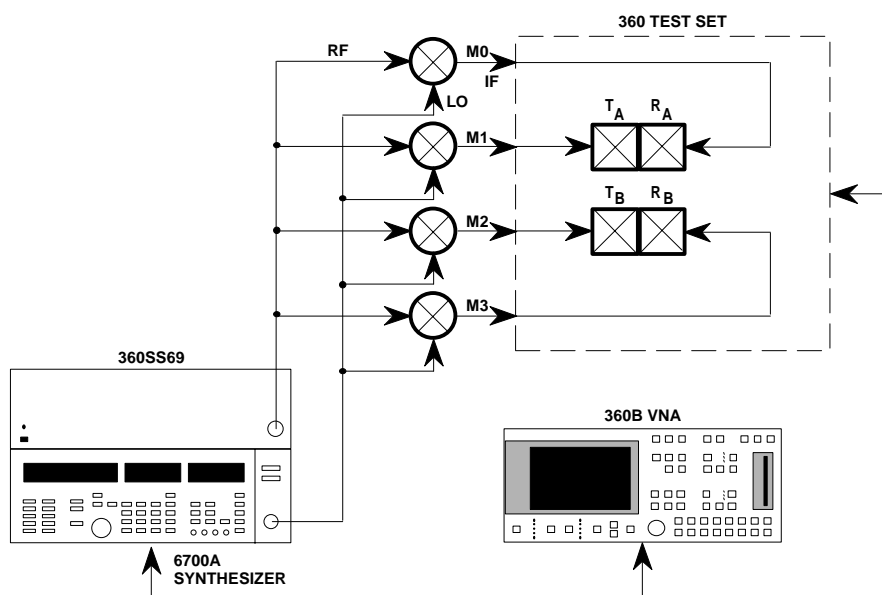 360 TEST SET
RF
M0
IF
LO
T A R A
M1
T B R B
M2
M3
360SS69
360B VNA
6700A
SYNTHESIZER